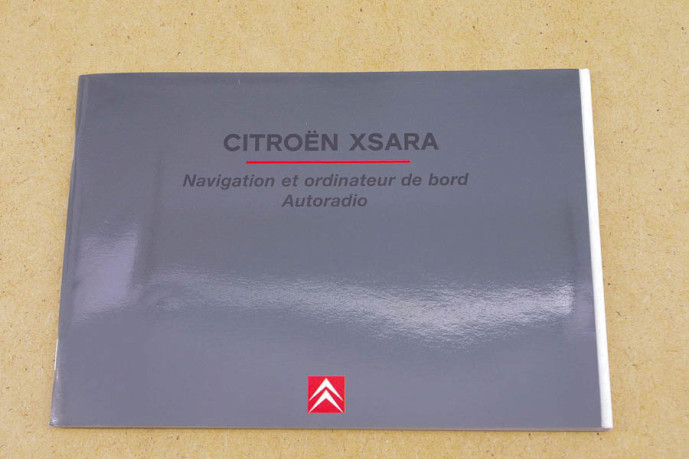 CITROËN XSARA
Navigation et ordinateur de bord
Autoradio